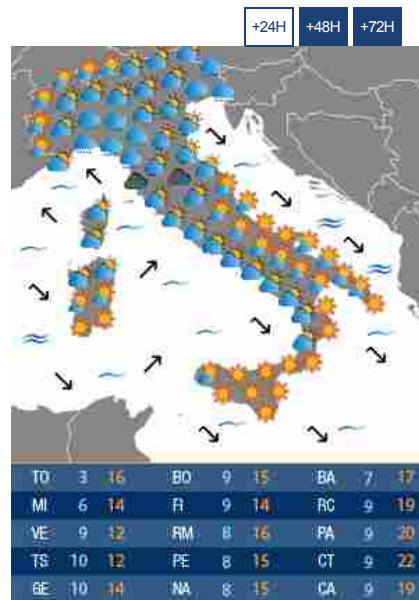 +24H +48H +72H
TO 3 16 BO 9 15 BA 7 17
MI 6 14 FI 9 14 RC 9 19
VE 9 12 RM 8 16 PA 9 20
TS 10 12 PE 8 15 CT 9 22
GE 10 14 NA 8 15 CA 9 19